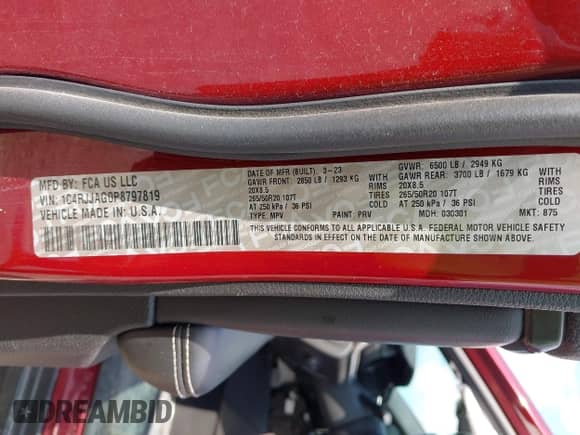 MFD BY: FCA US LLC
VIN: 1C4RJJAG0P8797819
VEHICLE MADE IN U.S.A.
DATE OF MFR (BUILT): 3-23
GAWR FRONT: 2850 LB / 1293 KG
20X8.5
265/50R20 107T
AT 250 kPa / 36 PSI
TYPE: MPV
PAINT: PRV
RIMS
TIRES
COLD
GVWR: 6500 LB / 2949 KG
GAWR REAR: 3700 LB / 1679 KG
20X8.5
265/50R20 107T
AT 250 kPa / 36 PSI
MDH: 030301
RIMS
TIRES
COLD
MKT: 875
THIS VEHICLE CONFORMS TO ALL APPLICABLE U.S.A. FEDERAL MOTOR VEHICLE SAFETY
STANDARDS IN EFFECT ON THE DATE OF MANUFACTURE SHOWN ABOVE.
DREAMBID